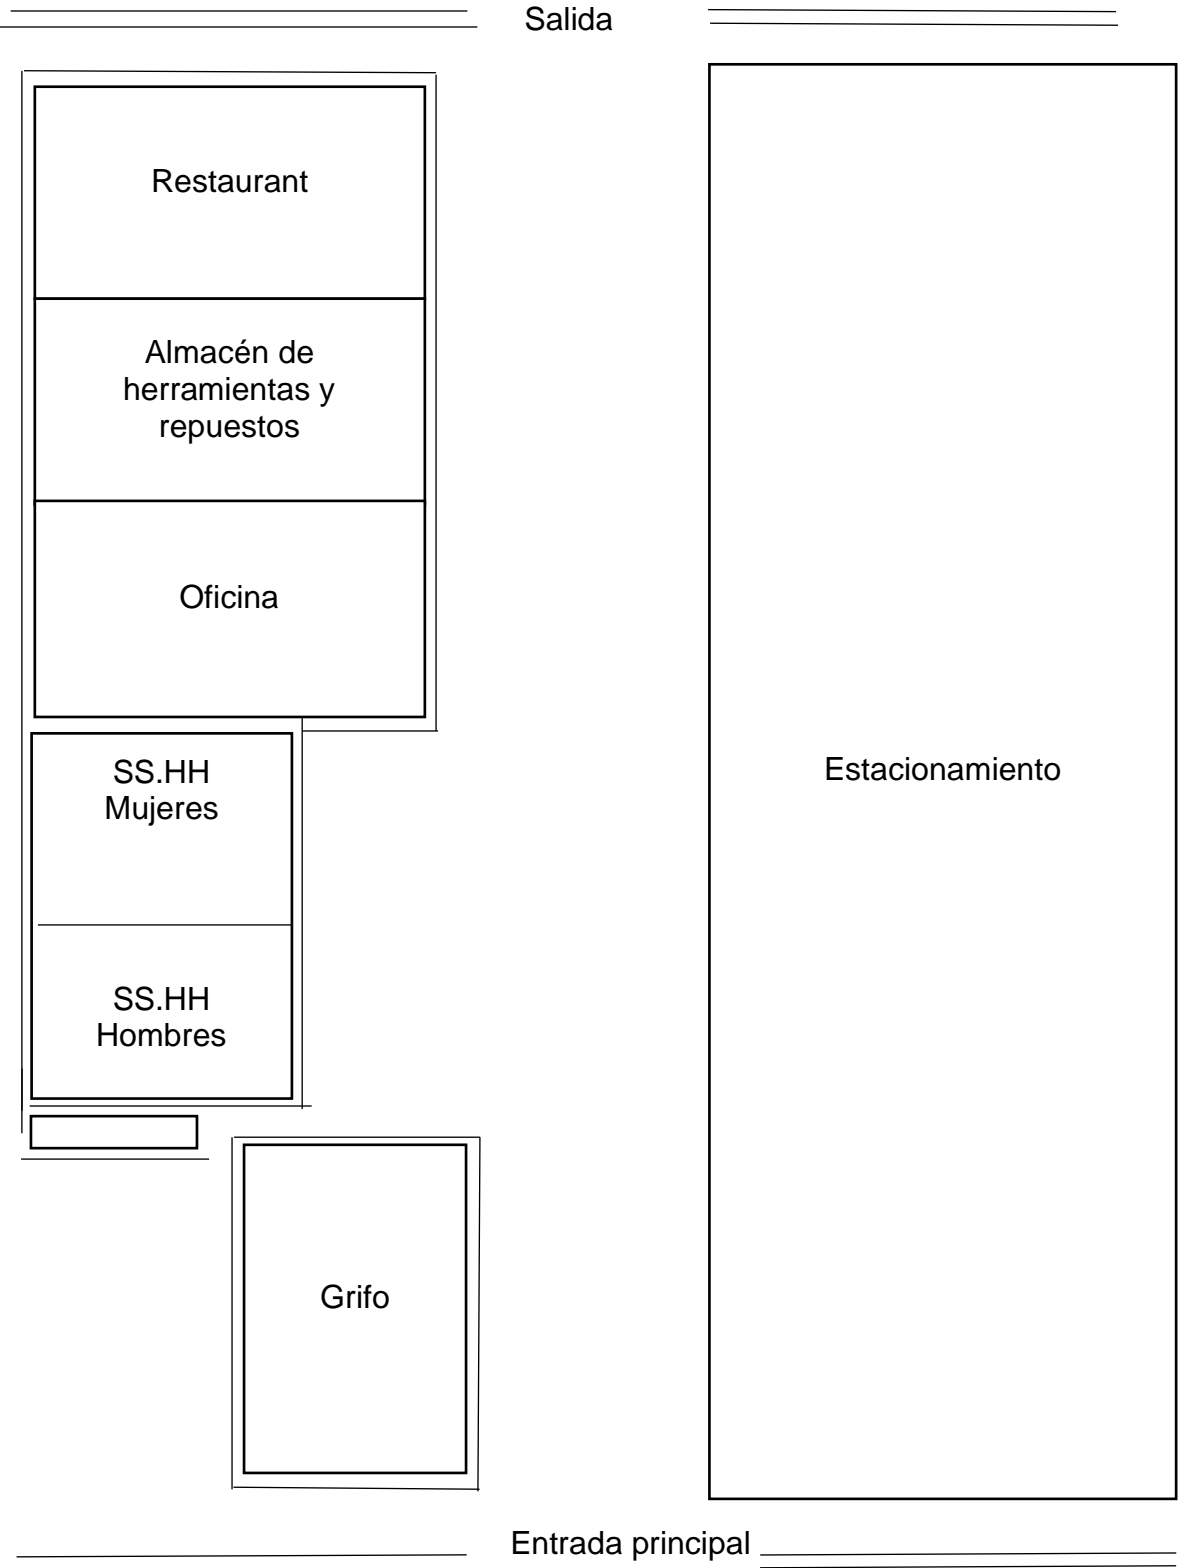 Salida
Restaurant
Almacén de
herramientas y
repuestos
Oficina
SS.HH
Mujeres
Estacionamiento
SS.HH
Hombres
Grifo
Entrada principal